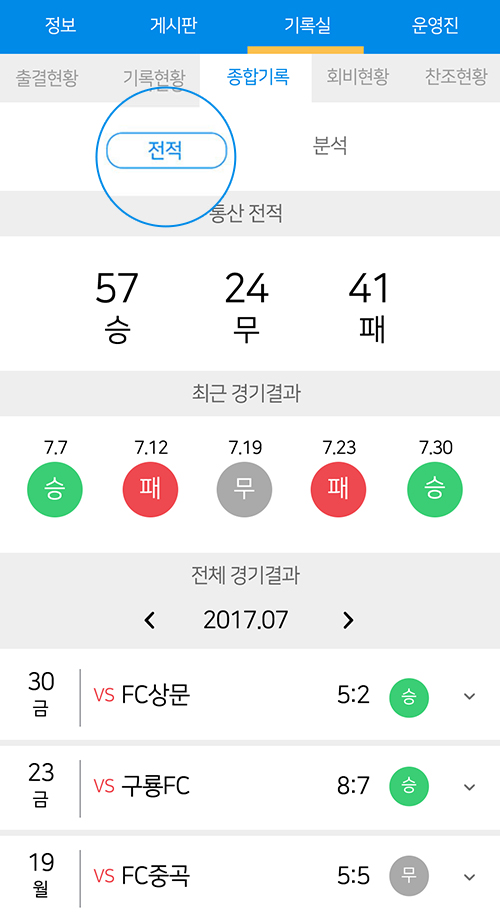 정보 게시판 기록실 운영진
출결현황 기록현황 종합기록 회비현황 찬조현황
전적 분석
통산 전적
57 24 41
승 무 패
최근 경기결과
7.7 7.12 7.19 7.23 7.30
승 패 무 패 승
전체 경기결과
2017.07
30 금 VS FC상문 5:2 승
23 금 VS 구룡FC 8:7 승
19 월 VS FC중곡 5:5 무